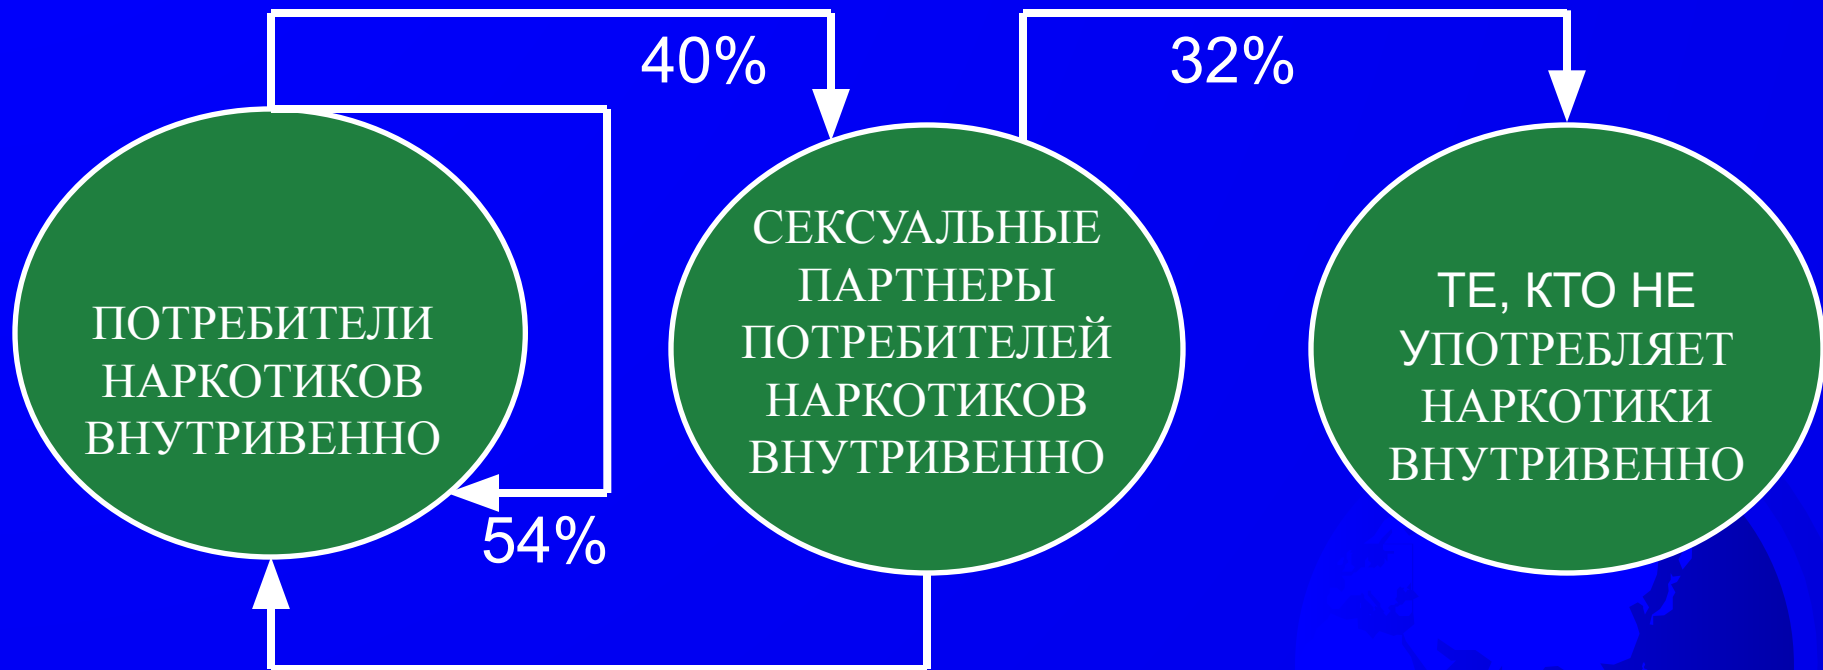 40%
32%
ПОТРЕБИТЕЛИ
НАРКОТИКОВ
ВНУТРИВЕННО
54%
СЕКСУАЛЬНЫЕ
ПАРТНЕРЫ
ПОТРЕБИТЕЛЕЙ
НАРКОТИКОВ
ВНУТРИВЕННО
ТЕ, КТО НЕ
УПОТРЕБЛЯЕТ
НАРКОТИКИ
ВНУТРИВЕННО